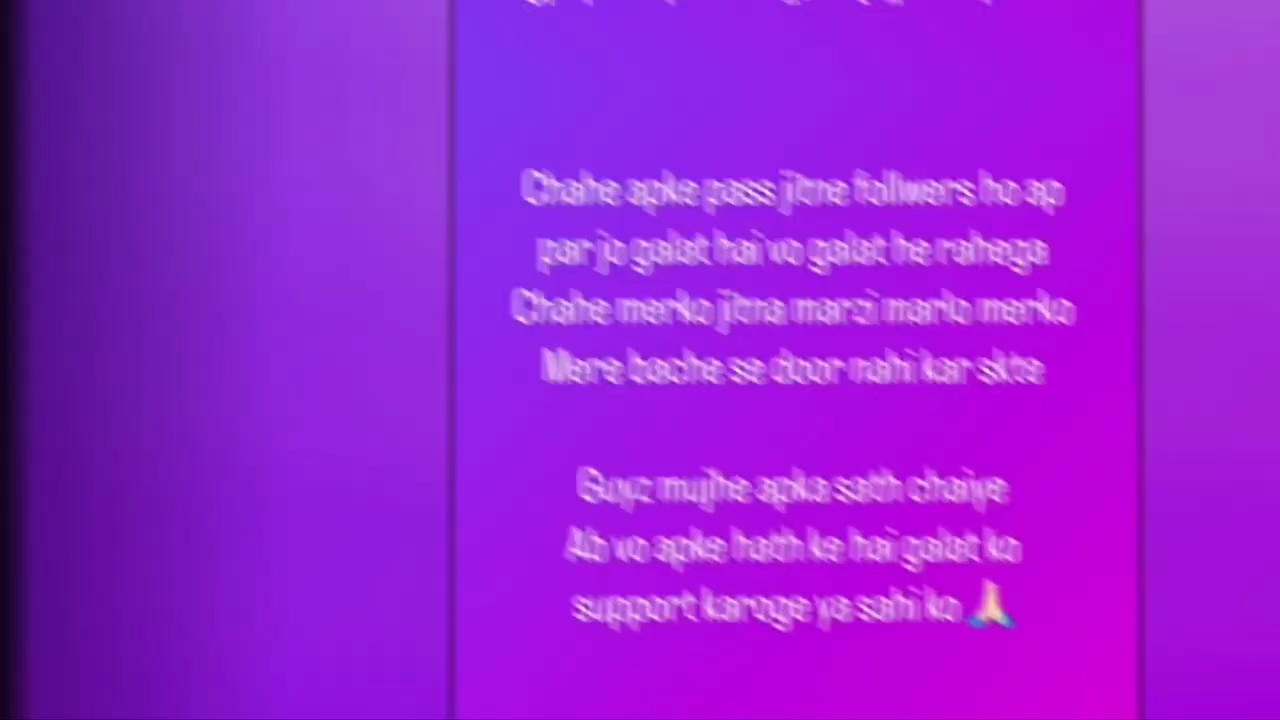 Chahe apke pass jitne follwers ho ap
par jo galat hai vo galat he rahega
Chahe merko jitna marzi marlo merko
Mere bache se door nahi kar skte
Guyz mujhe apka sath chaiye
Ab vo apke hath ke hai galat ko
support karoge ya sahi ko 🙏